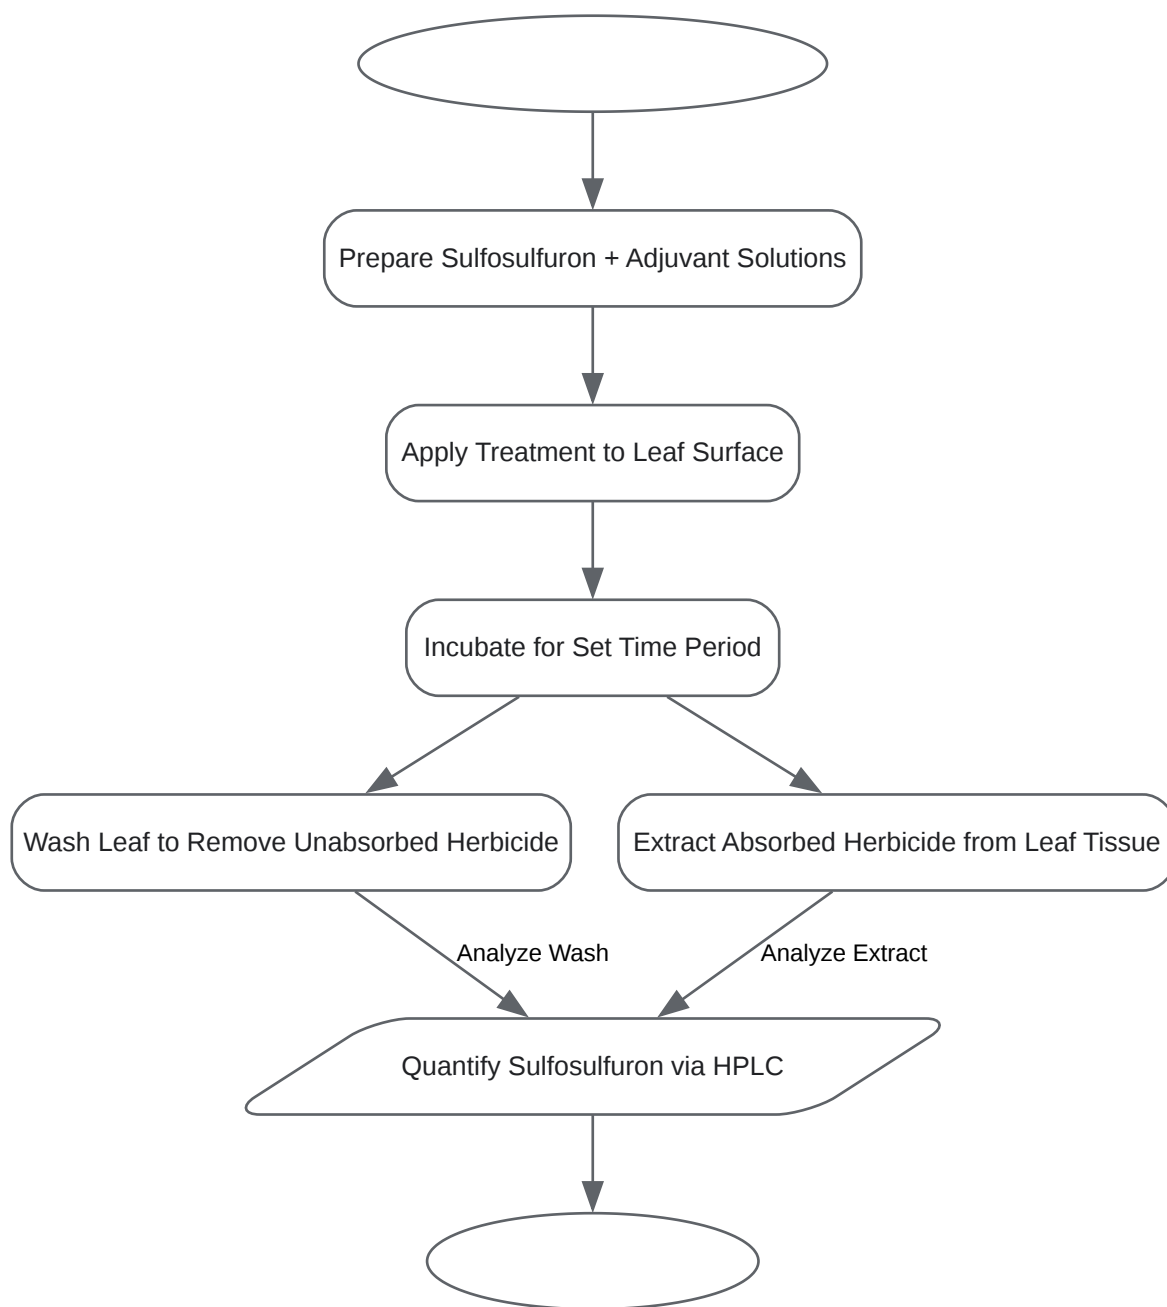 Prepare Sulfosulfuron + Adjuvant Solutions
Apply Treatment to Leaf Surface
Incubate for Set Time Period
Wash Leaf to Remove Unabsorbed Herbicide
Extract Absorbed Herbicide from Leaf Tissue
Analyze Wash
Analyze Extract
Quantify Sulfosulfuron via HPLC